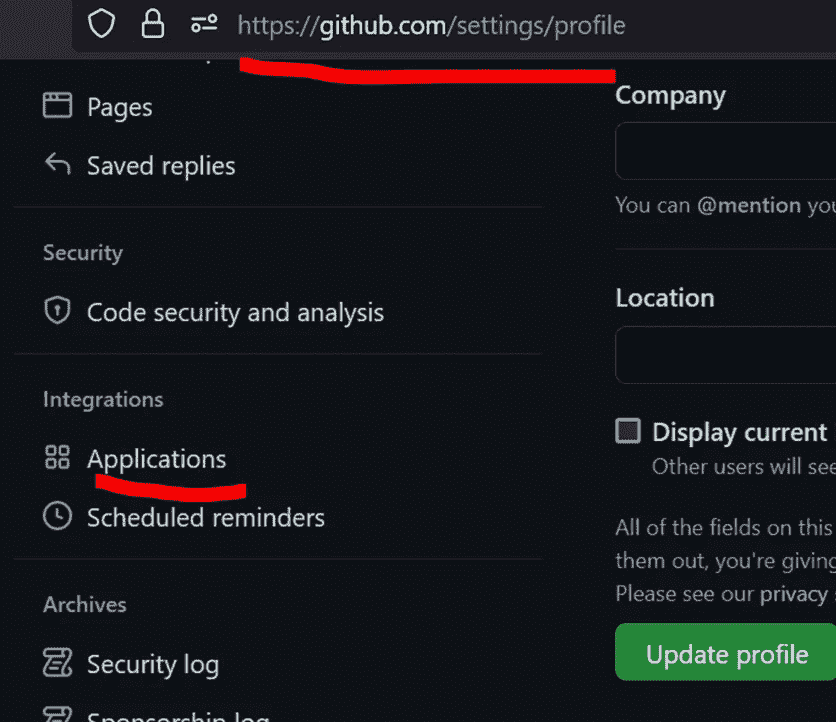 https://github.com/settings/profile
Pages
Saved replies
Security
Code security and analysis
Integrations
Applications
Scheduled reminders
Archives
Security log
Sponsorship log
Company
You can @mention
Location
Display current
Other users will see
All of the fields on this
them out, you're giving
Please see our privacy
Update profile